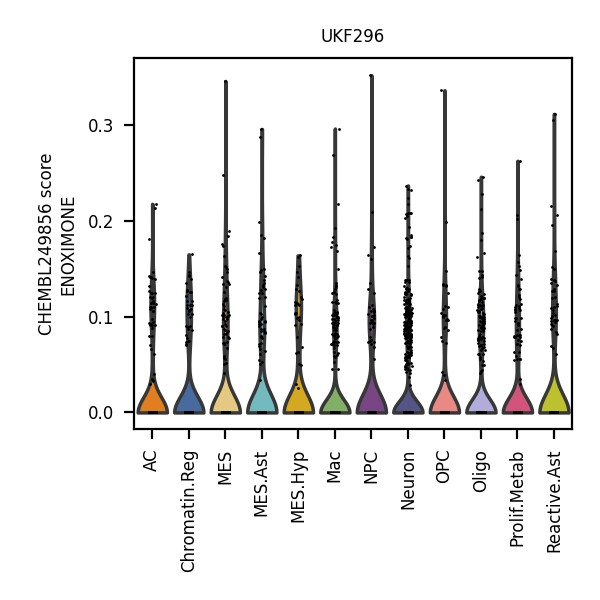 UKF296
CHEMBL249856 score
ENOXIMONE
0.3
0.2
0.1
0.0
AC
Chromatin.Reg
MES
MES.Ast
MES.Hyp
Mac
NPC
Neuron
OPC
Oligo
Prolif.Metab
Reactive.Ast